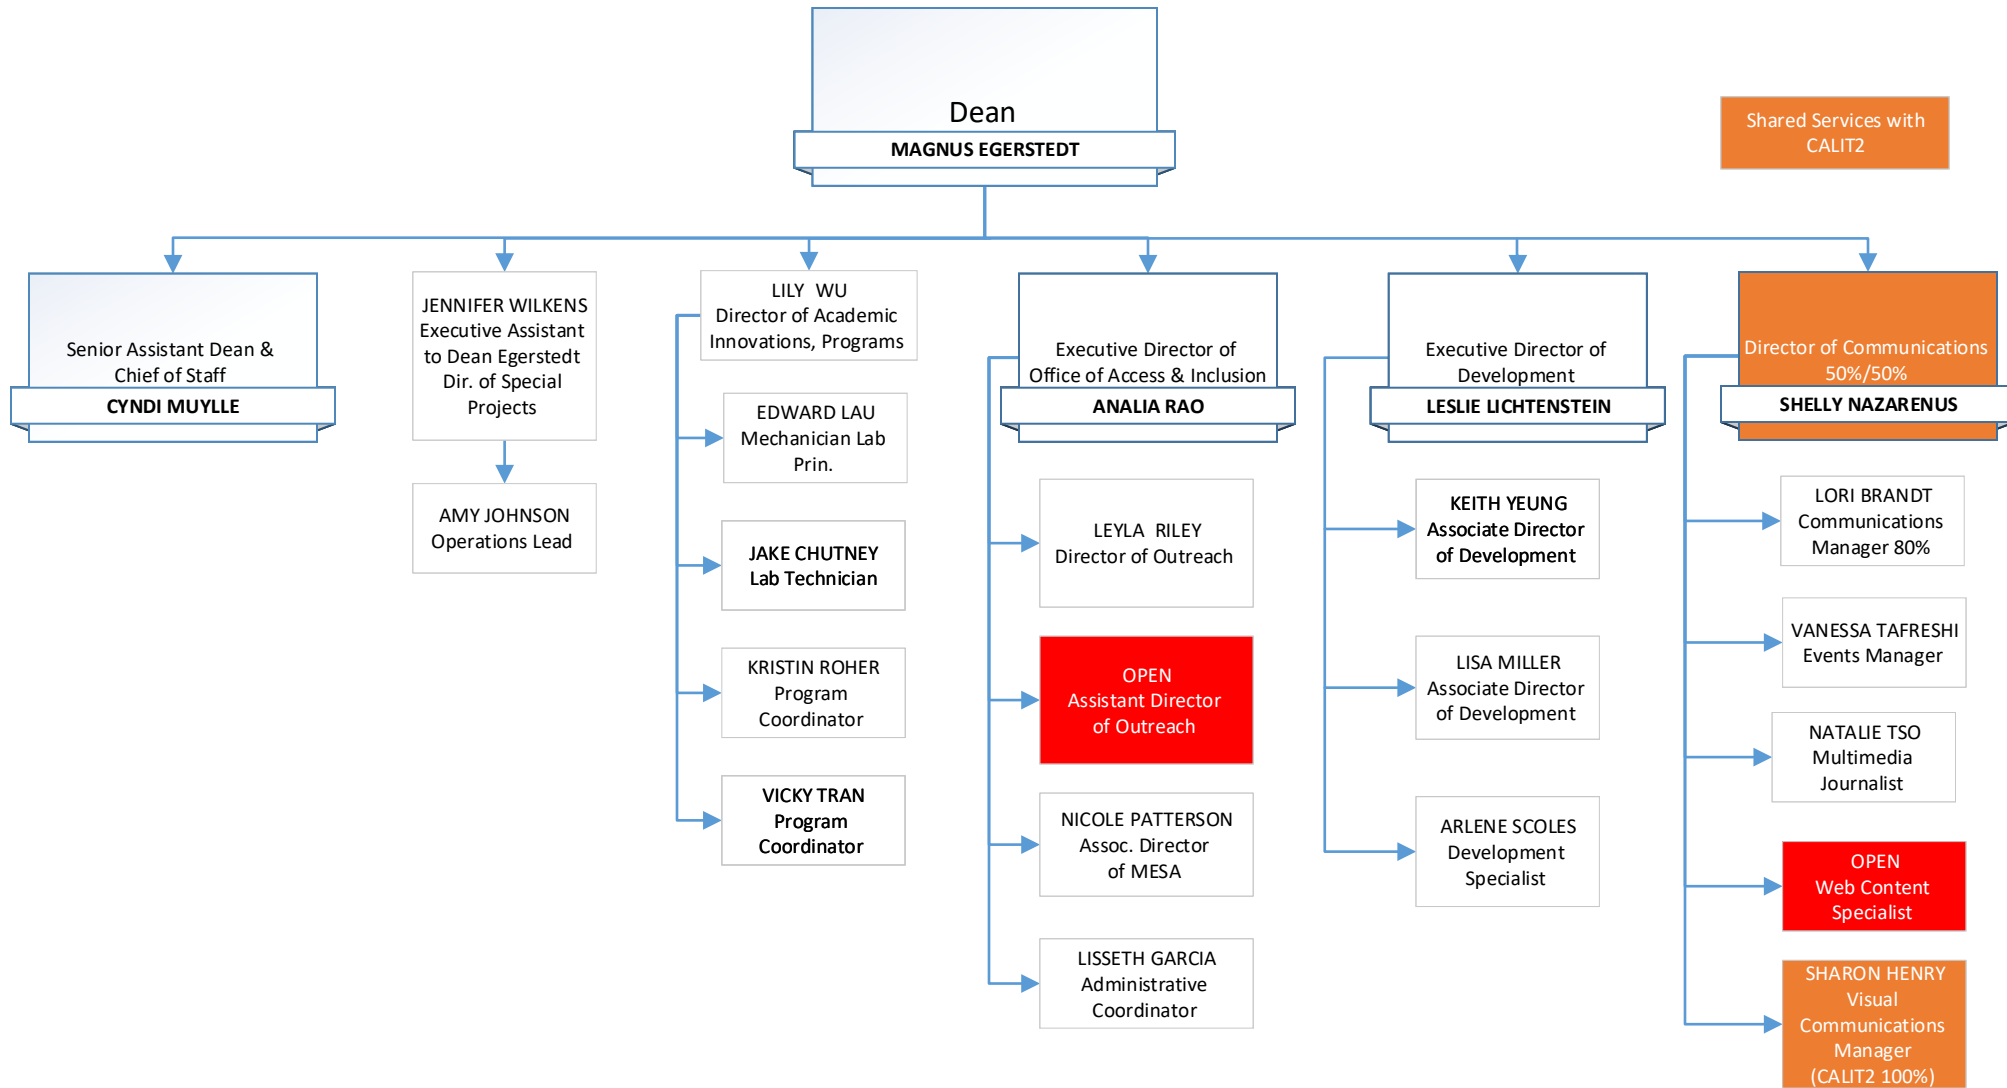 Dean
MAGNUS EGERSTEDT
Shared Services with
CALIT2
Senior Assistant Dean &
Chief of Staff
CYNDI MUYLLE
JENNIFER WILKENS
Executive Assistant
to Dean Egerstedt
Dir. of Special
Projects
AMY JOHNSON
Operations Lead
LILY WU
Director of Academic
Innovations, Programs
EDWARD LAU
Mechanician Lab
Prin.
JAKE CHUTNEY
Lab Technician
KRISTIN ROHER
Program
Coordinator
VICKY TRAN
Program
Coordinator
Executive Director of
Office of Access & Inclusion
ANALIA RAO
LEYLA RILEY
Director of Outreach
OPEN
Assistant Director
of Outreach
NICOLE PATTERSON
Assoc. Director
of MESA
LISSETH GARCIA
Administrative
Coordinator
Executive Director of
Development
LESLIE LICHTENSTEIN
KEITH YEUNG
Associate Director
of Development
LISA MILLER
Associate Director
of Development
ARLENE SCOLES
Development
Specialist
Director of Communications
50%/50%
SHELLY NAZARENUS
LORI BRANDT
Communications
Manager 80%
VANESSA TAFRESHI
Events Manager
NATALIE TSO
Multimedia
Journalist
OPEN
Web Content
Specialist
SHARON HENRY
Visual
Communications
Manager
(CALIT2 100%)